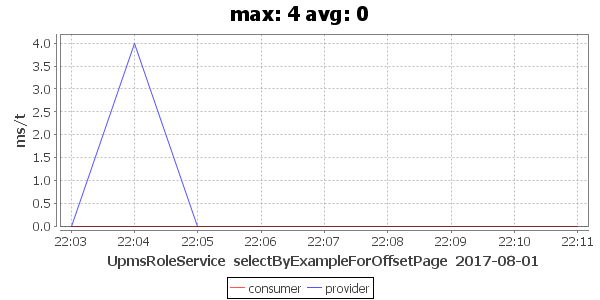 max: 4 avg: 0
4.0
3.5
3.0
2.5
2.0
1.5
1.0
0.5
0.0
ms/t
22:03 22:04 22:05 22:06 22:07 22:08 22:09 22:10 22:11
UpmsRoleService selectByExampleForOffsetPage 2017-08-01
consumer provider